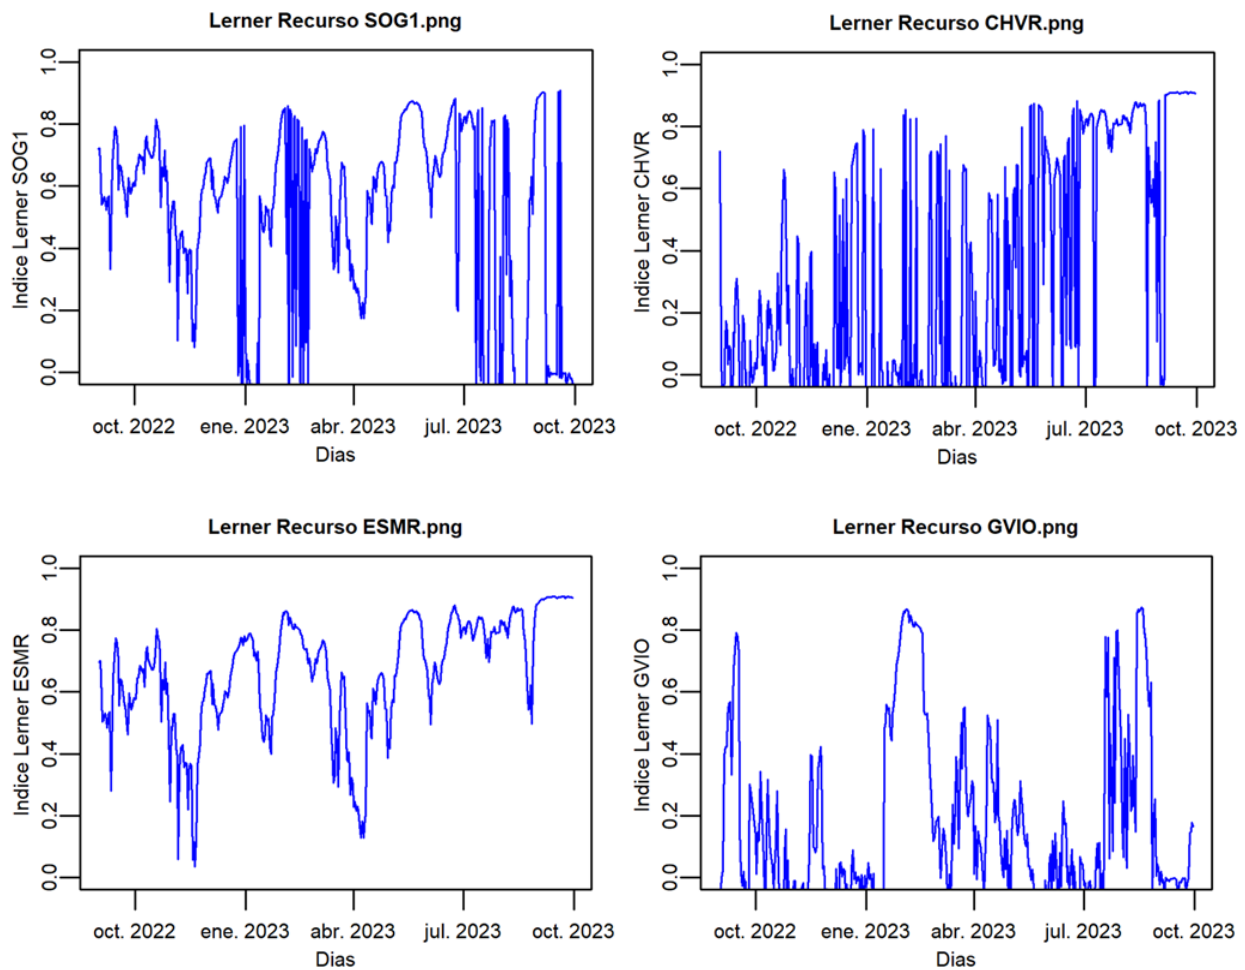 Lerner Recurso SOG1.png
Indice Lerner SOG1
1.0
0.8
0.6
0.4
0.2
0.0
oct. 2022 ene. 2023 abr. 2023 jul. 2023 oct. 2023
Dias
Lerner Recurso CHVR.png
Indice Lerner CHVR
1.0
0.8
0.6
0.4
0.2
0.0
oct. 2022 ene. 2023 abr. 2023 jul. 2023 oct. 2023
Dias
Lerner Recurso ESMR.png
Indice Lerner ESMR
1.0
0.8
0.6
0.4
0.2
0.0
oct. 2022 ene. 2023 abr. 2023 jul. 2023 oct. 2023
Dias
Lerner Recurso GVIO.png
Indice Lerner GVIO
1.0
0.8
0.6
0.4
0.2
0.0
oct. 2022 ene. 2023 abr. 2023 jul. 2023 oct. 2023
Dias